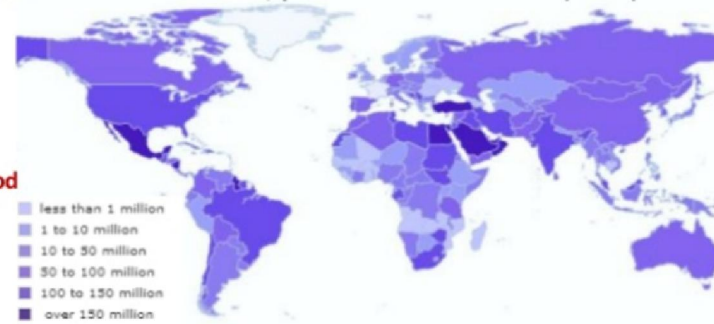 od
less than 1 million
1 to 10 million
10 to 50 million
50 to 100 million
100 to 150 million
over 150 million